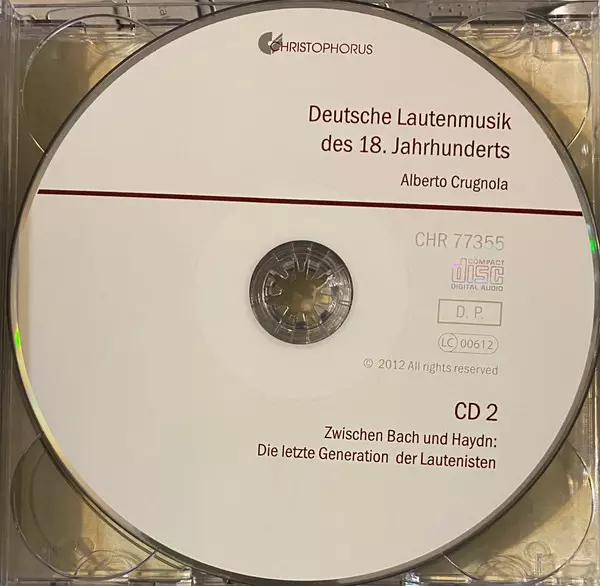 CHRISTOPHORUS
Deutsche Lautenmusik
des 18. Jahrhunderts
Alberto Crugnola
CHR 77355
COMPACT
disc
DIGITAL AUDIO
D. P.
LC 00612
© 2012 All rights reserved
CD 2
Zwischen Bach und Haydn:
Die letzte Generation der Lautenisten